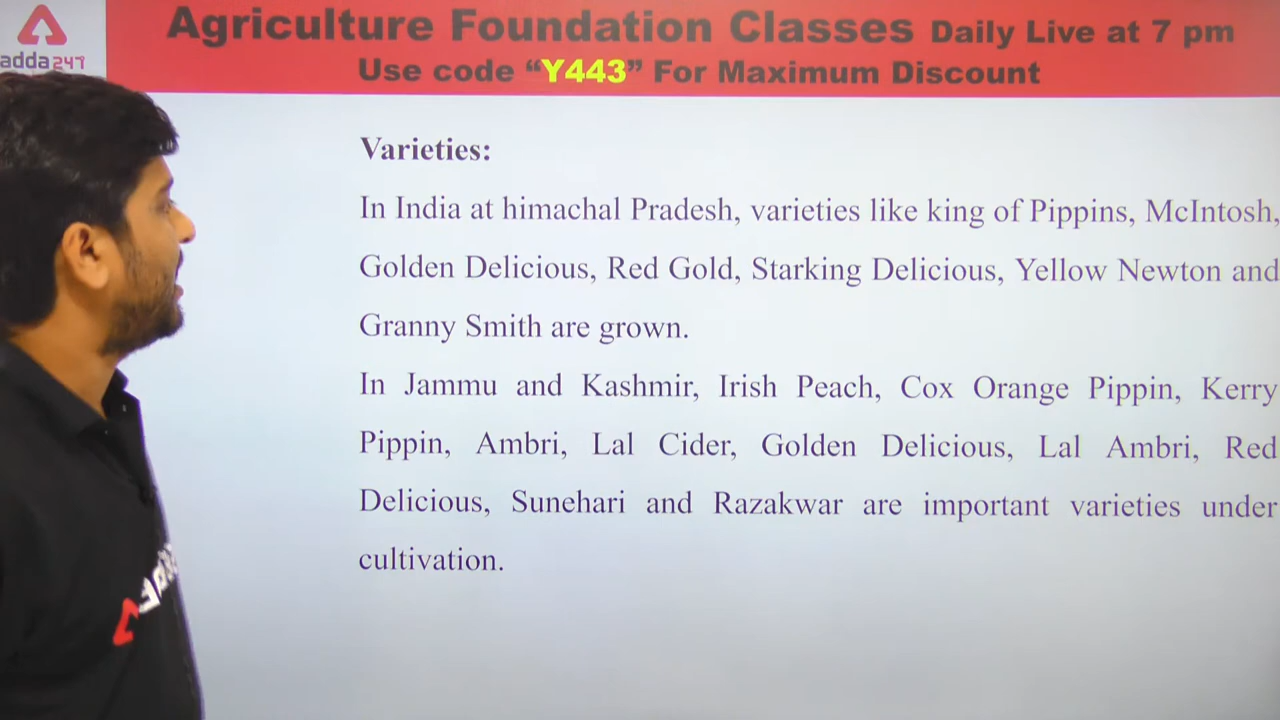 adda247
Agriculture Foundation Classes Daily Live at 7 pm
Use code “Y443” For Maximum Discount
Varieties:
In India at himachal Pradesh, varieties like king of Pippins, McIntosh,
Golden Delicious, Red Gold, Starking Delicious, Yellow Newton and
Granny Smith are grown.
In Jammu and Kashmir, Irish Peach, Cox Orange Pippin, Kerry
Pippin, Ambri, Lal Cider, Golden Delicious, Lal Ambri, Red
Delicious, Sunehari and Razakwar are important varieties under
cultivation.